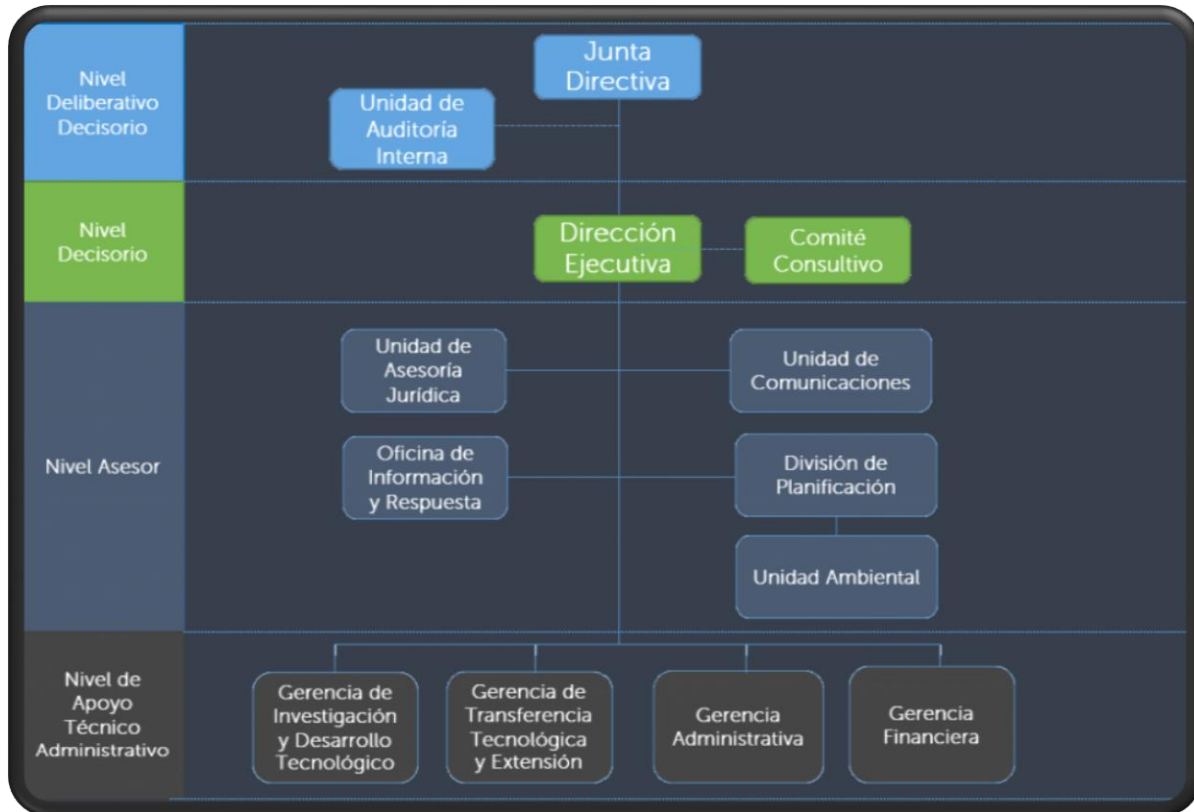 Nivel
Deliberativo
Decisorio
Junta
Directiva
Unidad de
Auditoría
Interna
Nivel
Decisorio
Dirección
Ejecutiva
Comité
Consultivo
Nivel Asesor
Unidad de
Asesoría
Jurídica
Unidad de
Comunicaciones
Oficina de
Información
y Respuesta
División de
Planificación
Unidad Ambiental
Nivel de
Apoyo
Técnico
Administrativo
Gerencia de
Investigación
y Desarrollo
Tecnológico
Gerencia de
Transferencia
Tecnológica
y Extensión
Gerencia
Administrativa
Gerencia
Financiera